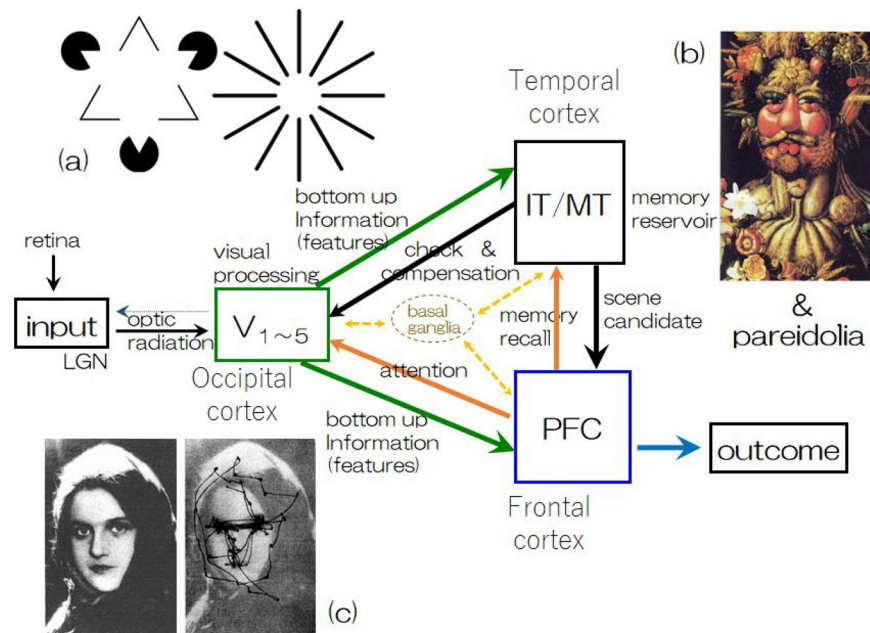 (a)
(b)
Temporal
cortex
bottom up
Information
(features)
IT/MT
memory
reservoir
retina
visual
processing
check &
compensation
input
optic
radiation
LGN
V1~5
basal
ganglia
memory
recall
scene
candidate
&
pareidolia
Occipital
cortex
attention
bottom up
Information
(features)
PFC
outcome
Frontal
cortex
(c)